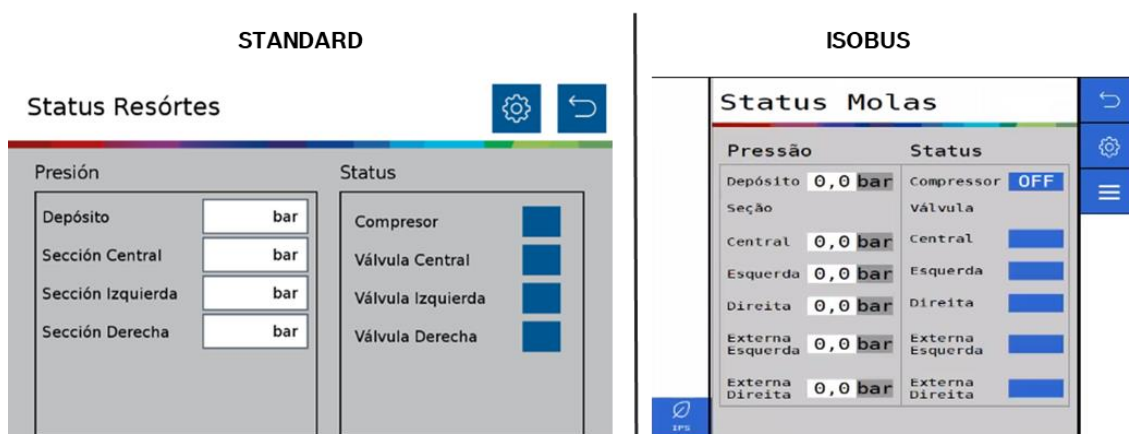 STANDARD
Status Resórtes
Presión
Status
Depósito bar
Compresor
Sección Central bar
Válvula Central
Sección Izquierda bar
Válvula Izquierda
Sección Derecha bar
Válvula Derecha
ISOBUS
Status Molas
Pressão Status
Depósito 0,0 bar Compressor OFF
Seção Válvula
Central 0,0 bar Central
Esquerda 0,0 bar Esquerda
Direita 0,0 bar Direita
Externa Esquerda 0,0 bar Externa Esquerda
Externa Direita 0,0 bar Externa Direita
IPS